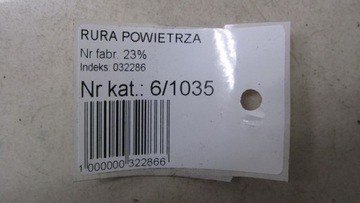 RURA POWIETRZA
Nr fabr. 23%
Indeks: 032286
Nr kat.: 6/1035
1 000000 322866